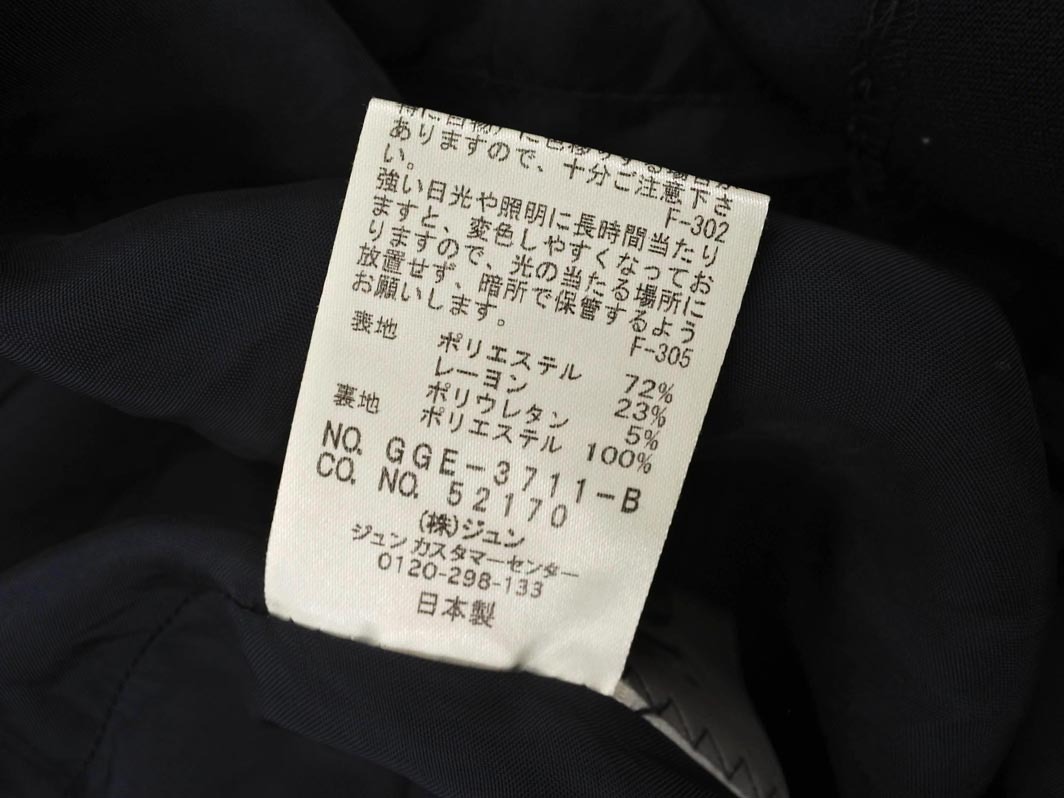 ありますので、十分ご注意下さ
い。
F-302
強い日光や照明に長時間当たり
ますと、変色しやすくなってお
りますので、光の当たる場所に
放置せず、暗所で保管するよう
お願いします。
F-305
表地 ポリエステル 72%
レーヨン 23%
ポリウレタン 5%
裏地 ポリエステル 100%
NO. GGE-3711-B
CO. NO. 52170
(株)ジュン
ジュン カスタマーセンター
0120-298-133
日本製